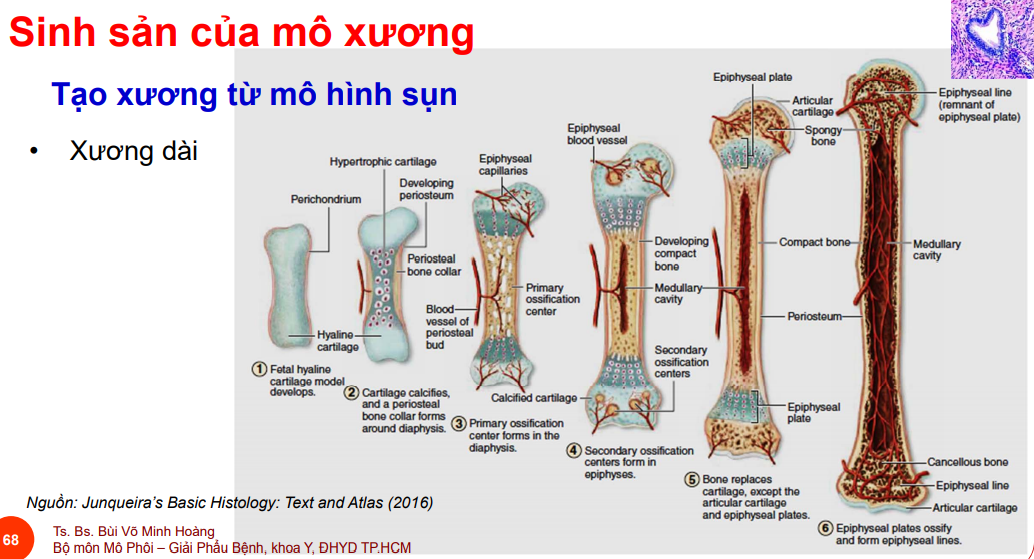 Sinh sản của mô xương
Tạo xương từ mô hình sụn
• Xương dài
Perichondrium
Hyaline
cartilage
1 Fetal hyaline
cartilage model
develops.
Hypertrophic cartilage
Developing
periosteum
Periosteal
bone collar
2 Cartilage calcifies,
and a periosteal
bone collar forms
around diaphysis.
Epiphyseal
capillaries
Primary
ossification
center
Blood
vessel of
periosteal
bud
3 Primary ossification
center forms in the
diaphysis.
Epiphyseal
blood vessel
Developing
compact
bone
Medullary
cavity
Secondary
ossification
centers
Calcified cartilage
4 Secondary ossification
centers form in
epiphyses.
Epiphyseal plate
Articular
cartilage
Spongy
bone
Compact bone
Periosteum
Epiphyseal
plate
5 Bone replaces
cartilage, except the
articular cartilage
and epiphyseal plates.
Epiphyseal line
(remnant of
epiphyseal plate)
Medullary
cavity
Cancellous bone
Epiphyseal line
Articular cartilage
6 Epiphyseal plates ossify
and form epiphyseal lines.
Nguồn: Junqueira's Basic Histology: Text and Atlas (2016)
68
Ts. Bs. Bùi Võ Minh Hoàng
Bộ môn Mô Phôi – Giải Phẩu Bệnh, khoa Y, ĐHYD TP.HCM